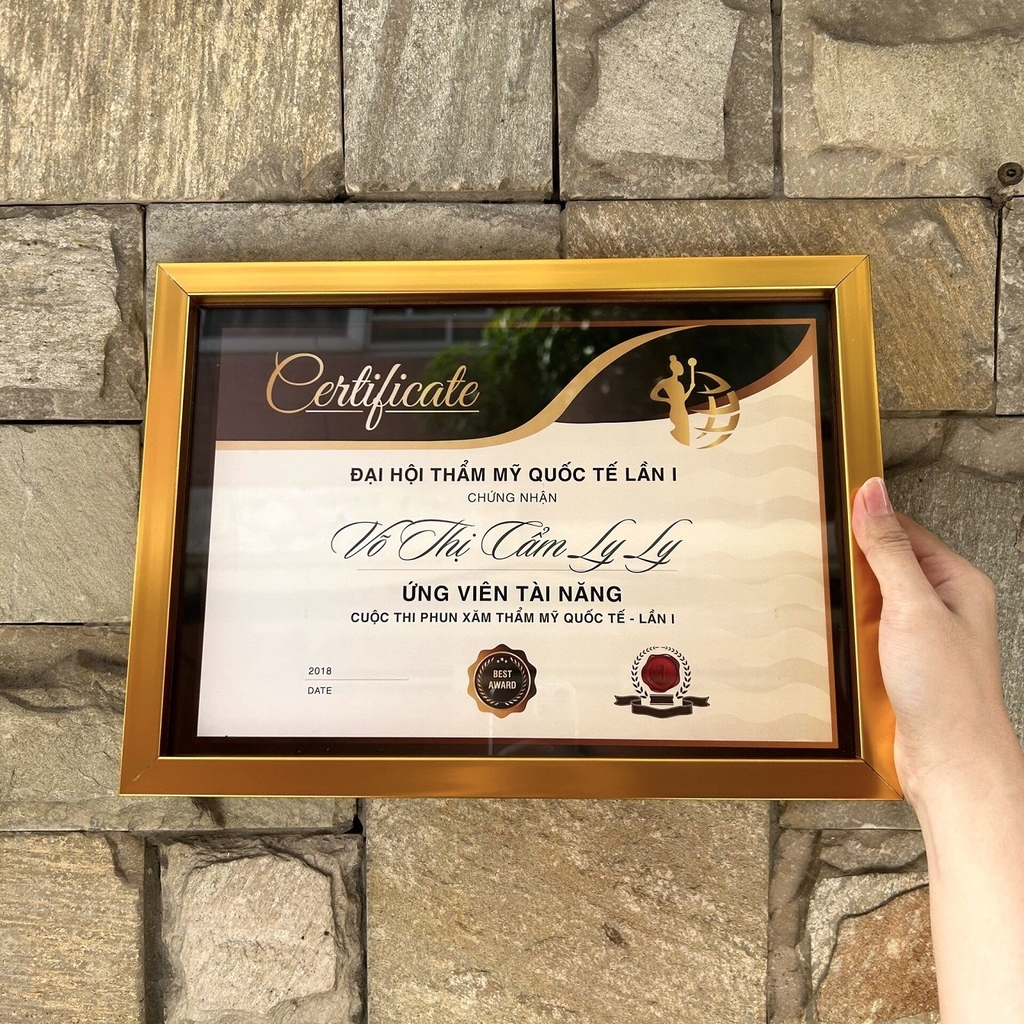 Certificate
ĐẠI HỘI THẨM MỸ QUỐC TẾ LẦN I
CHỨNG NHẬN
Võ Thị Cẩm Ly Ly
ỨNG VIÊN TÀI NĂNG
CUỘC THI PHUN XĂM THẨM MỸ QUỐC TẾ - LẦN I
2018
DATE
BEST
AWARD